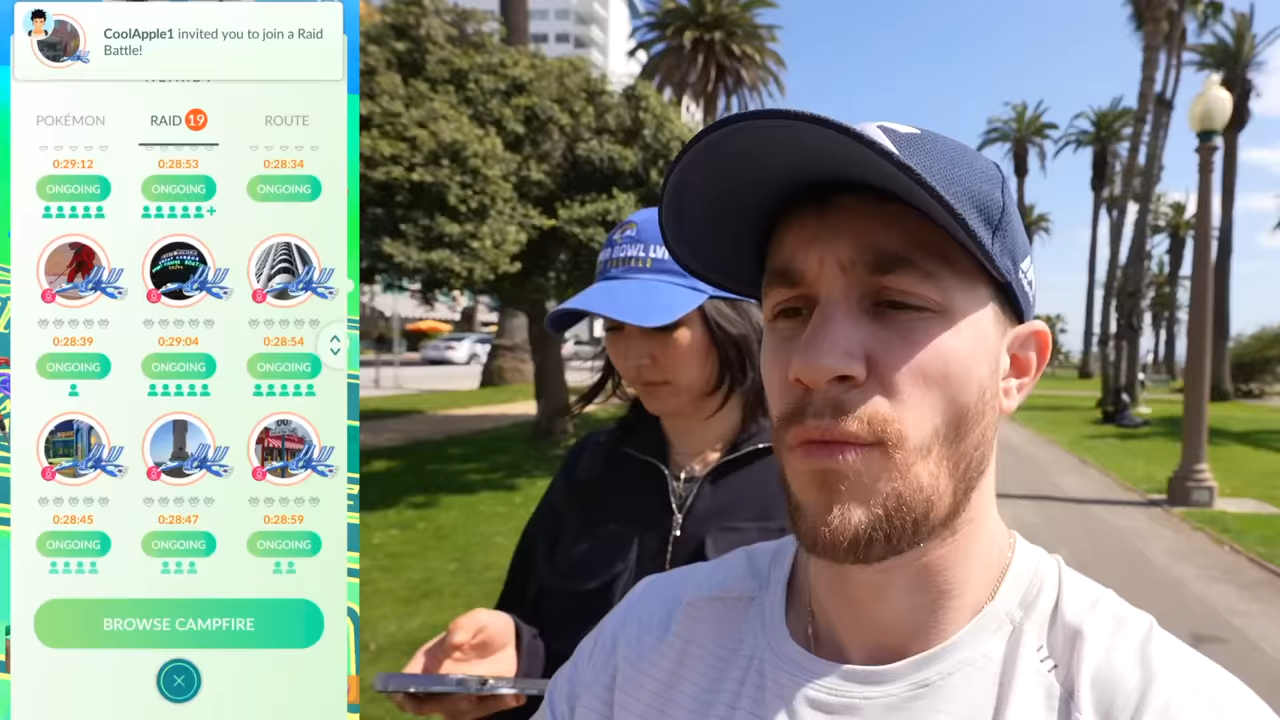 CoolApple1 invited you to join a Raid
Battle!
POKÉMON
RAID 19
ROUTE
0:29:12
0:28:53
0:28:34
ONGOING
ONGOING
ONGOING
+
0:28:39
0:29:04
0:28:54
ONGOING
ONGOING
ONGOING
0:28:45
0:28:47
0:28:59
ONGOING
ONGOING
ONGOING
BROWSE CAMPFIRE
BOWL LVI